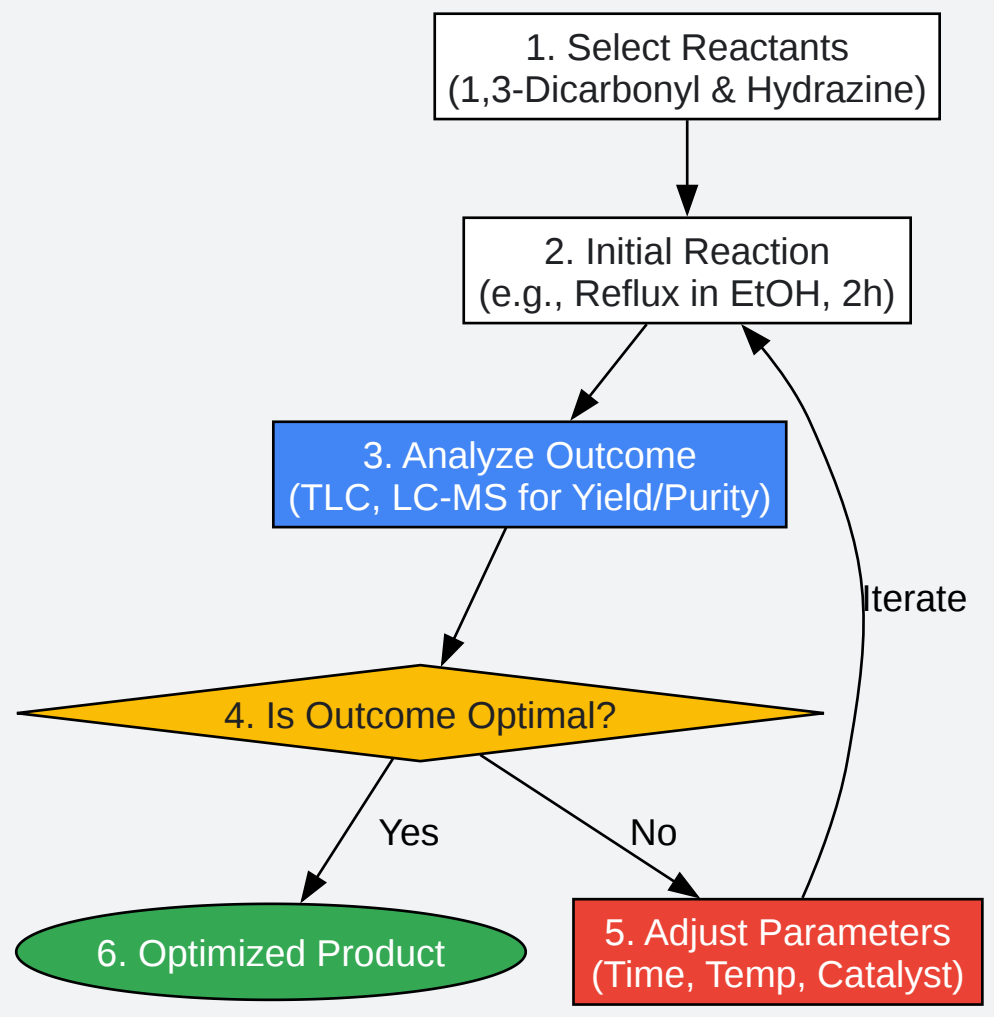 1. Select Reactants
(1,3-Dicarbonyl & Hydrazine)
2. Initial Reaction
(e.g., Reflux in EtOH, 2h)
3. Analyze Outcome
(TLC, LC-MS for Yield/Purity)
Iterate
4. Is Outcome Optimal?
Yes
No
6. Optimized Product
5. Adjust Parameters
(Time, Temp, Catalyst)